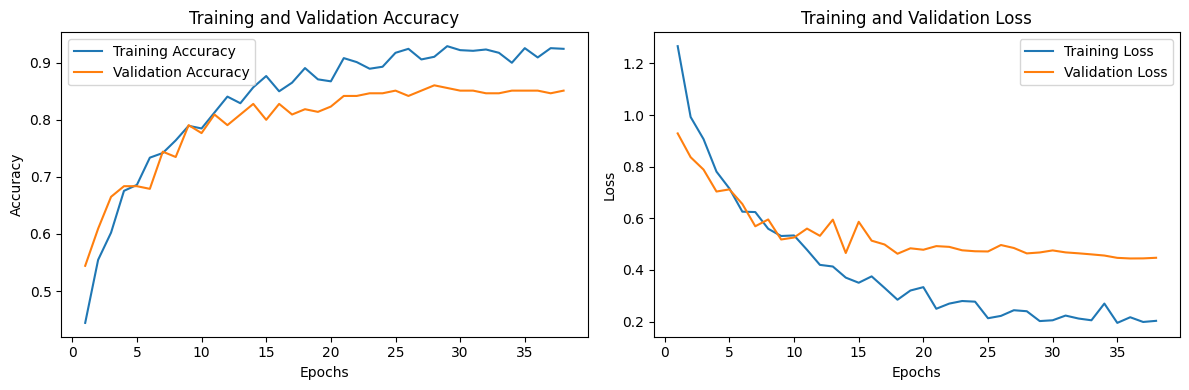 Training and Validation Accuracy
Training Accuracy
Validation Accuracy
Accuracy
0.9
0.8
0.7
0.6
0.5
0 5 10 15 20 25 30 35
Epochs
Training and Validation Loss
Training Loss
Validation Loss
Loss
1.2
1.0
0.8
0.6
0.4
0.2
0 5 10 15 20 25 30 35
Epochs